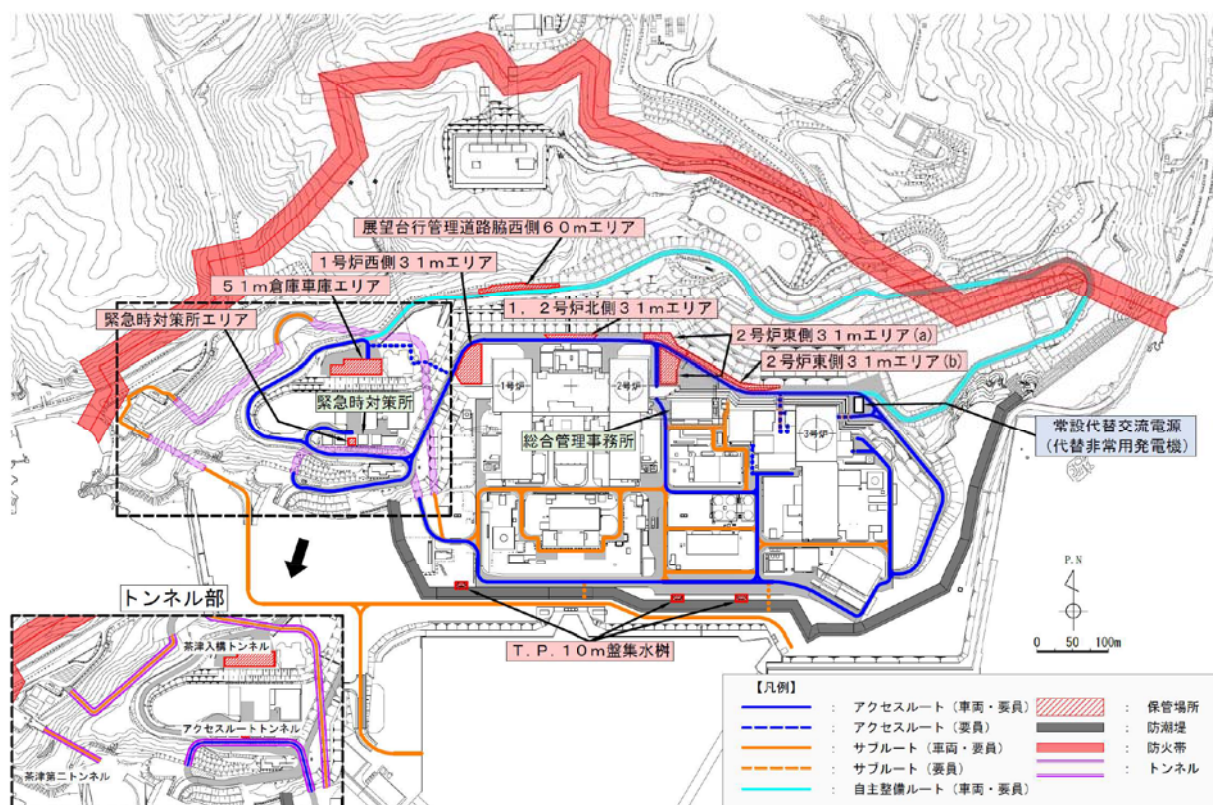 展望台行管理道路脇西側60mエリア
1号炉西側31mエリア
51m倉庫車庫エリア
緊急時対策所エリア
1,2号炉北側31mエリア
2号炉東側31mエリア(a)
2号炉東側31mエリア(b)
1号炉
2号炉
緊急時対策所
総合管理事務所
3号炉
常設代替交流電源
(代替非常用発電機)
P.N
0 50 100m
トンネル部
茶津入構トンネル
アクセスルートトンネル
茶津第二トンネル
T.P.10m盤集水桝
【凡例】
: アクセスルート(車両・要員)
: アクセスルート(要員)
: サブルート(車両・要員)
: サブルート(要員)
: 自主整備ルート(車両・要員)
: 保管場所
: 防潮堤
: 防火帯
: トンネル